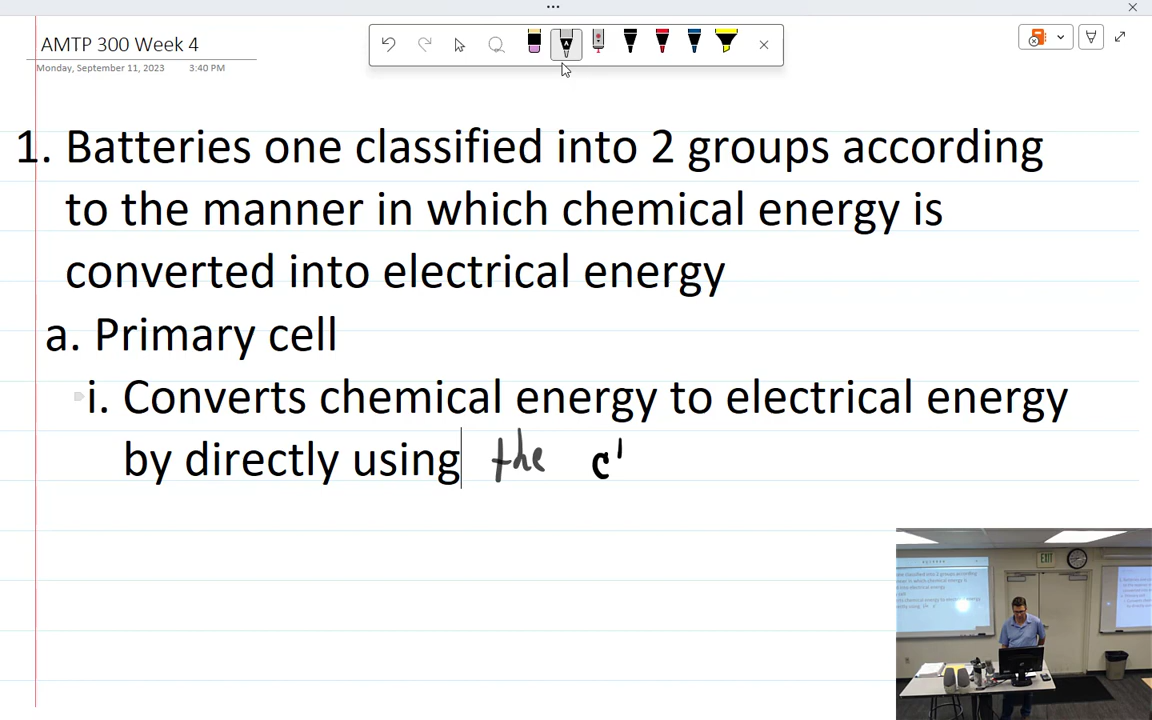 AMTP 300 Week 4
Monday, September 11, 2023 3:40 PM
1. Batteries one classified into 2 groups according
to the manner in which chemical energy is
converted into electrical energy
a. Primary cell
i. Converts chemical energy to electrical energy
by directly using the c
EXIT